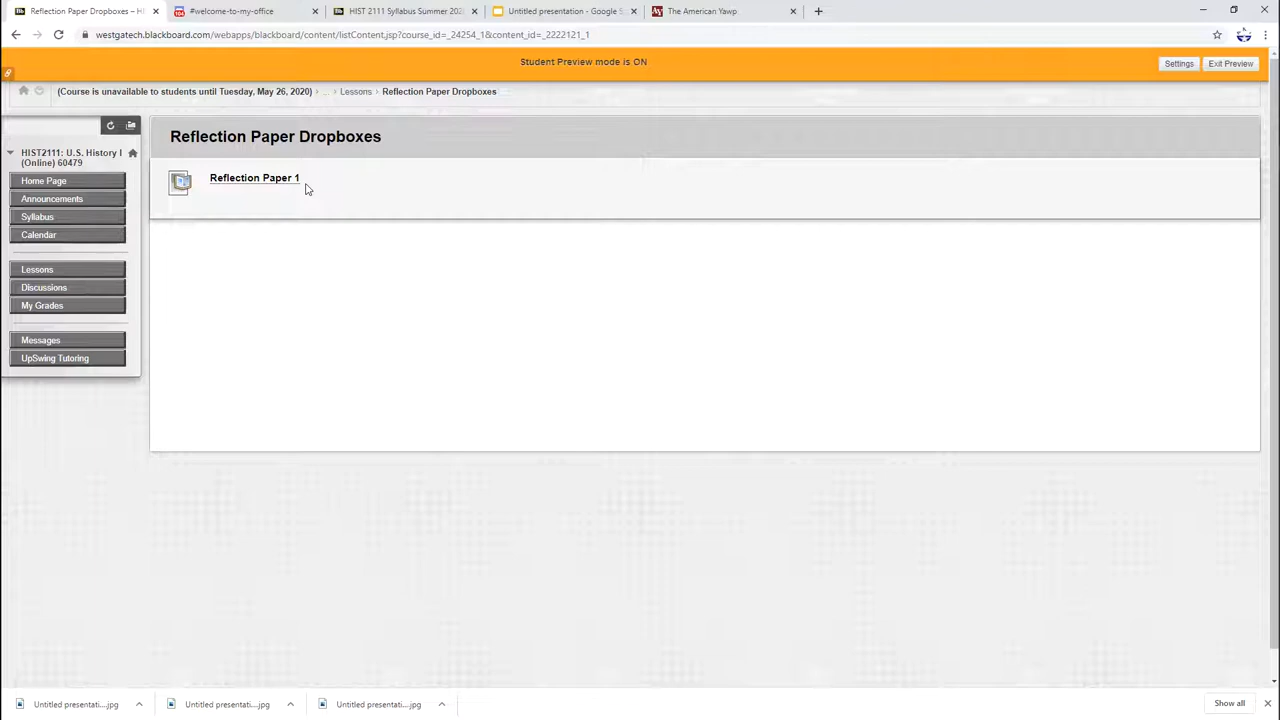 Reflection Paper Dropboxes – H
#welcome-to-my-office
HIST 2111 Syllabus Summer 202
Untitled presentation - Google S
The American Yawp
westgatech.blackboard.com/webapps/blackboard/content/listContent.jsp?course_id=_24254_1&content_id=_2222121_1
Student Preview mode is ON
Settings
Exit Preview
(Course is unavailable to students until Tuesday, May 26, 2020) > ... > Lessons > Reflection Paper Dropboxes
Reflection Paper Dropboxes
Reflection Paper 1
HIST2111: U.S. History I
(Online) 60479
Home Page
Announcements
Syllabus
Calendar
Lessons
Discussions
My Grades
Messages
UpSwing Tutoring
Untitled presentati....jpg
Untitled presentati....jpg
Untitled presentati....jpg
Show all